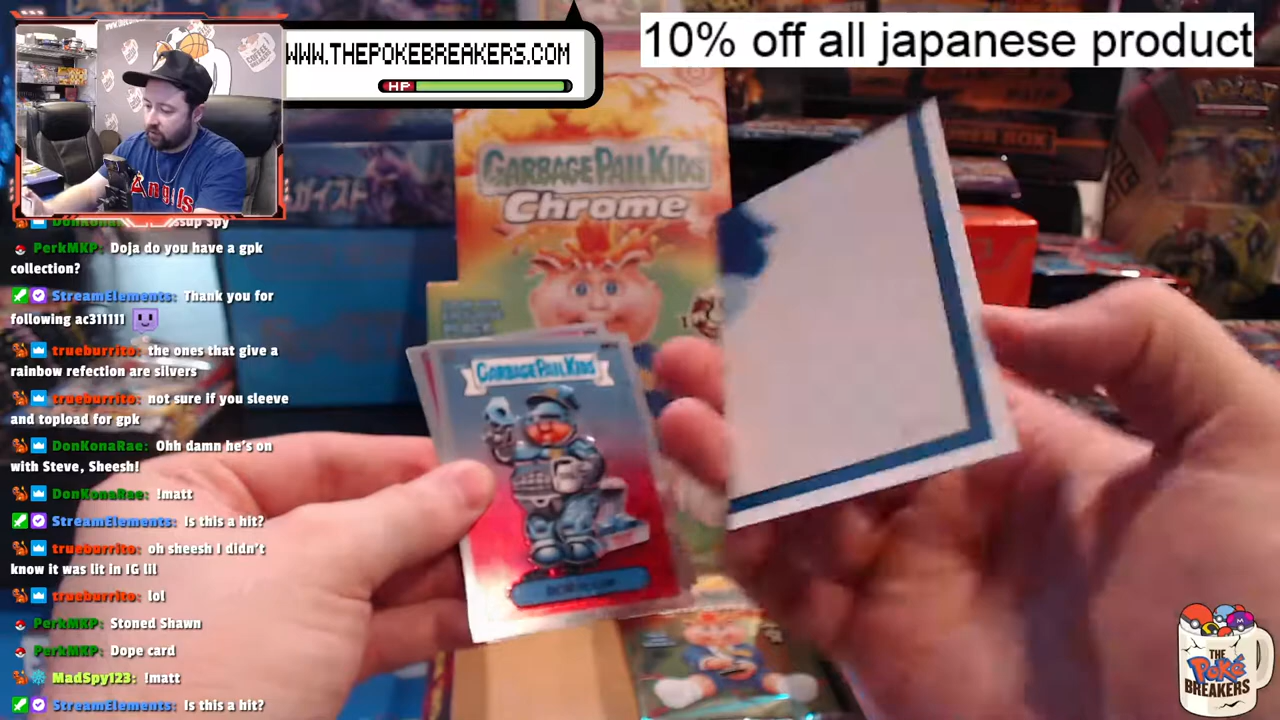 WWW.THEPOKEBREAKERS.COM
HP
10% off all japanese product
GARBAGE PAIL KIDS
Chrome
GARBAGE PAIL KIDS
Angels
PerkMKP: Doja do you have a gpk
collection?
StreamElements: Thank you for
following ac311111
trueburrito: the ones that give a
rainbow refection are silvers
trueburrito: not sure if you sleeve
and topload for gpk
DonKonaRae: Ohh damn he's on
with Steve, Sheesh!
DonKonaRae: !matt
StreamElements: Is this a hit?
trueburrito: oh sheesh I didn't
know it was lit in IG lil
trueburrito: lol
PerkMKP: Stoned Shawn
PerkMKP: Dope card
MadSpy123: !matt
StreamElements: Is this a hit?
THE
Poké
BREAKERS